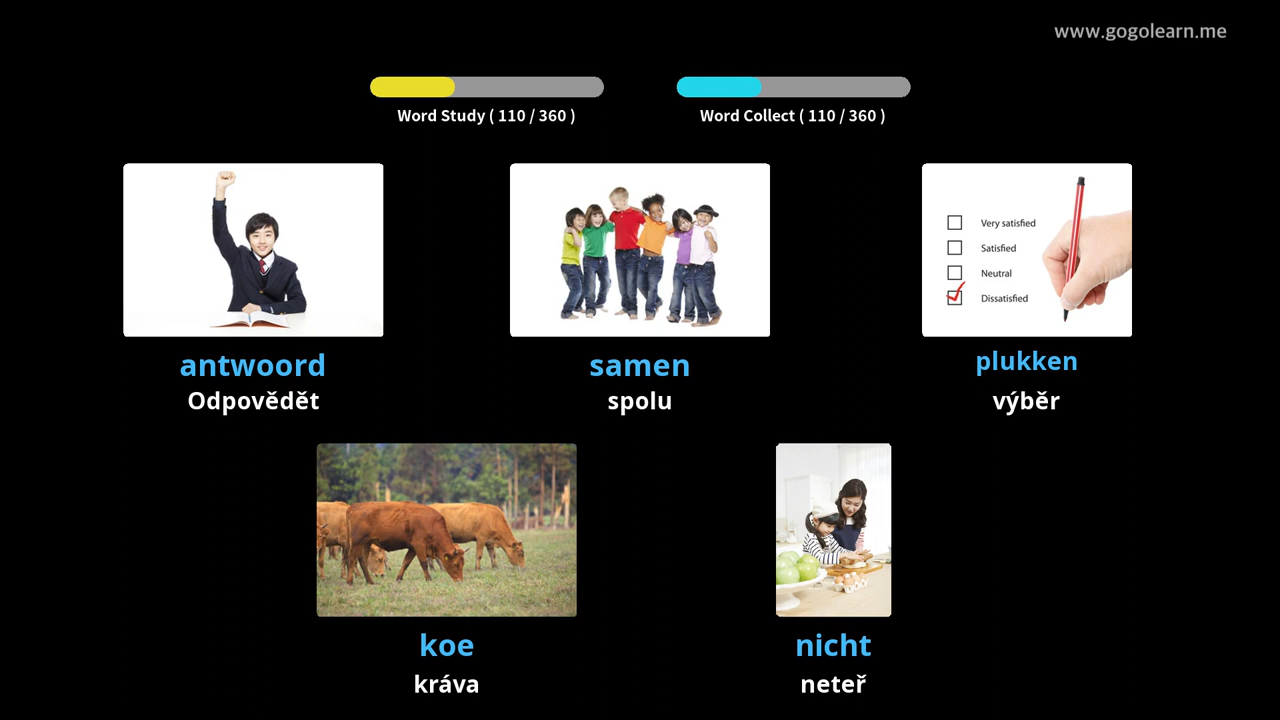 www.gogolearn.me
Word Study ( 110 / 360 )
Word Collect ( 110 / 360 )
Very satisfied
Satisfied
Neutral
Dissatisfied
antwoord
Odpovědět
samen
spolu
plukken
výběr
koe
kráva
nicht
neteř